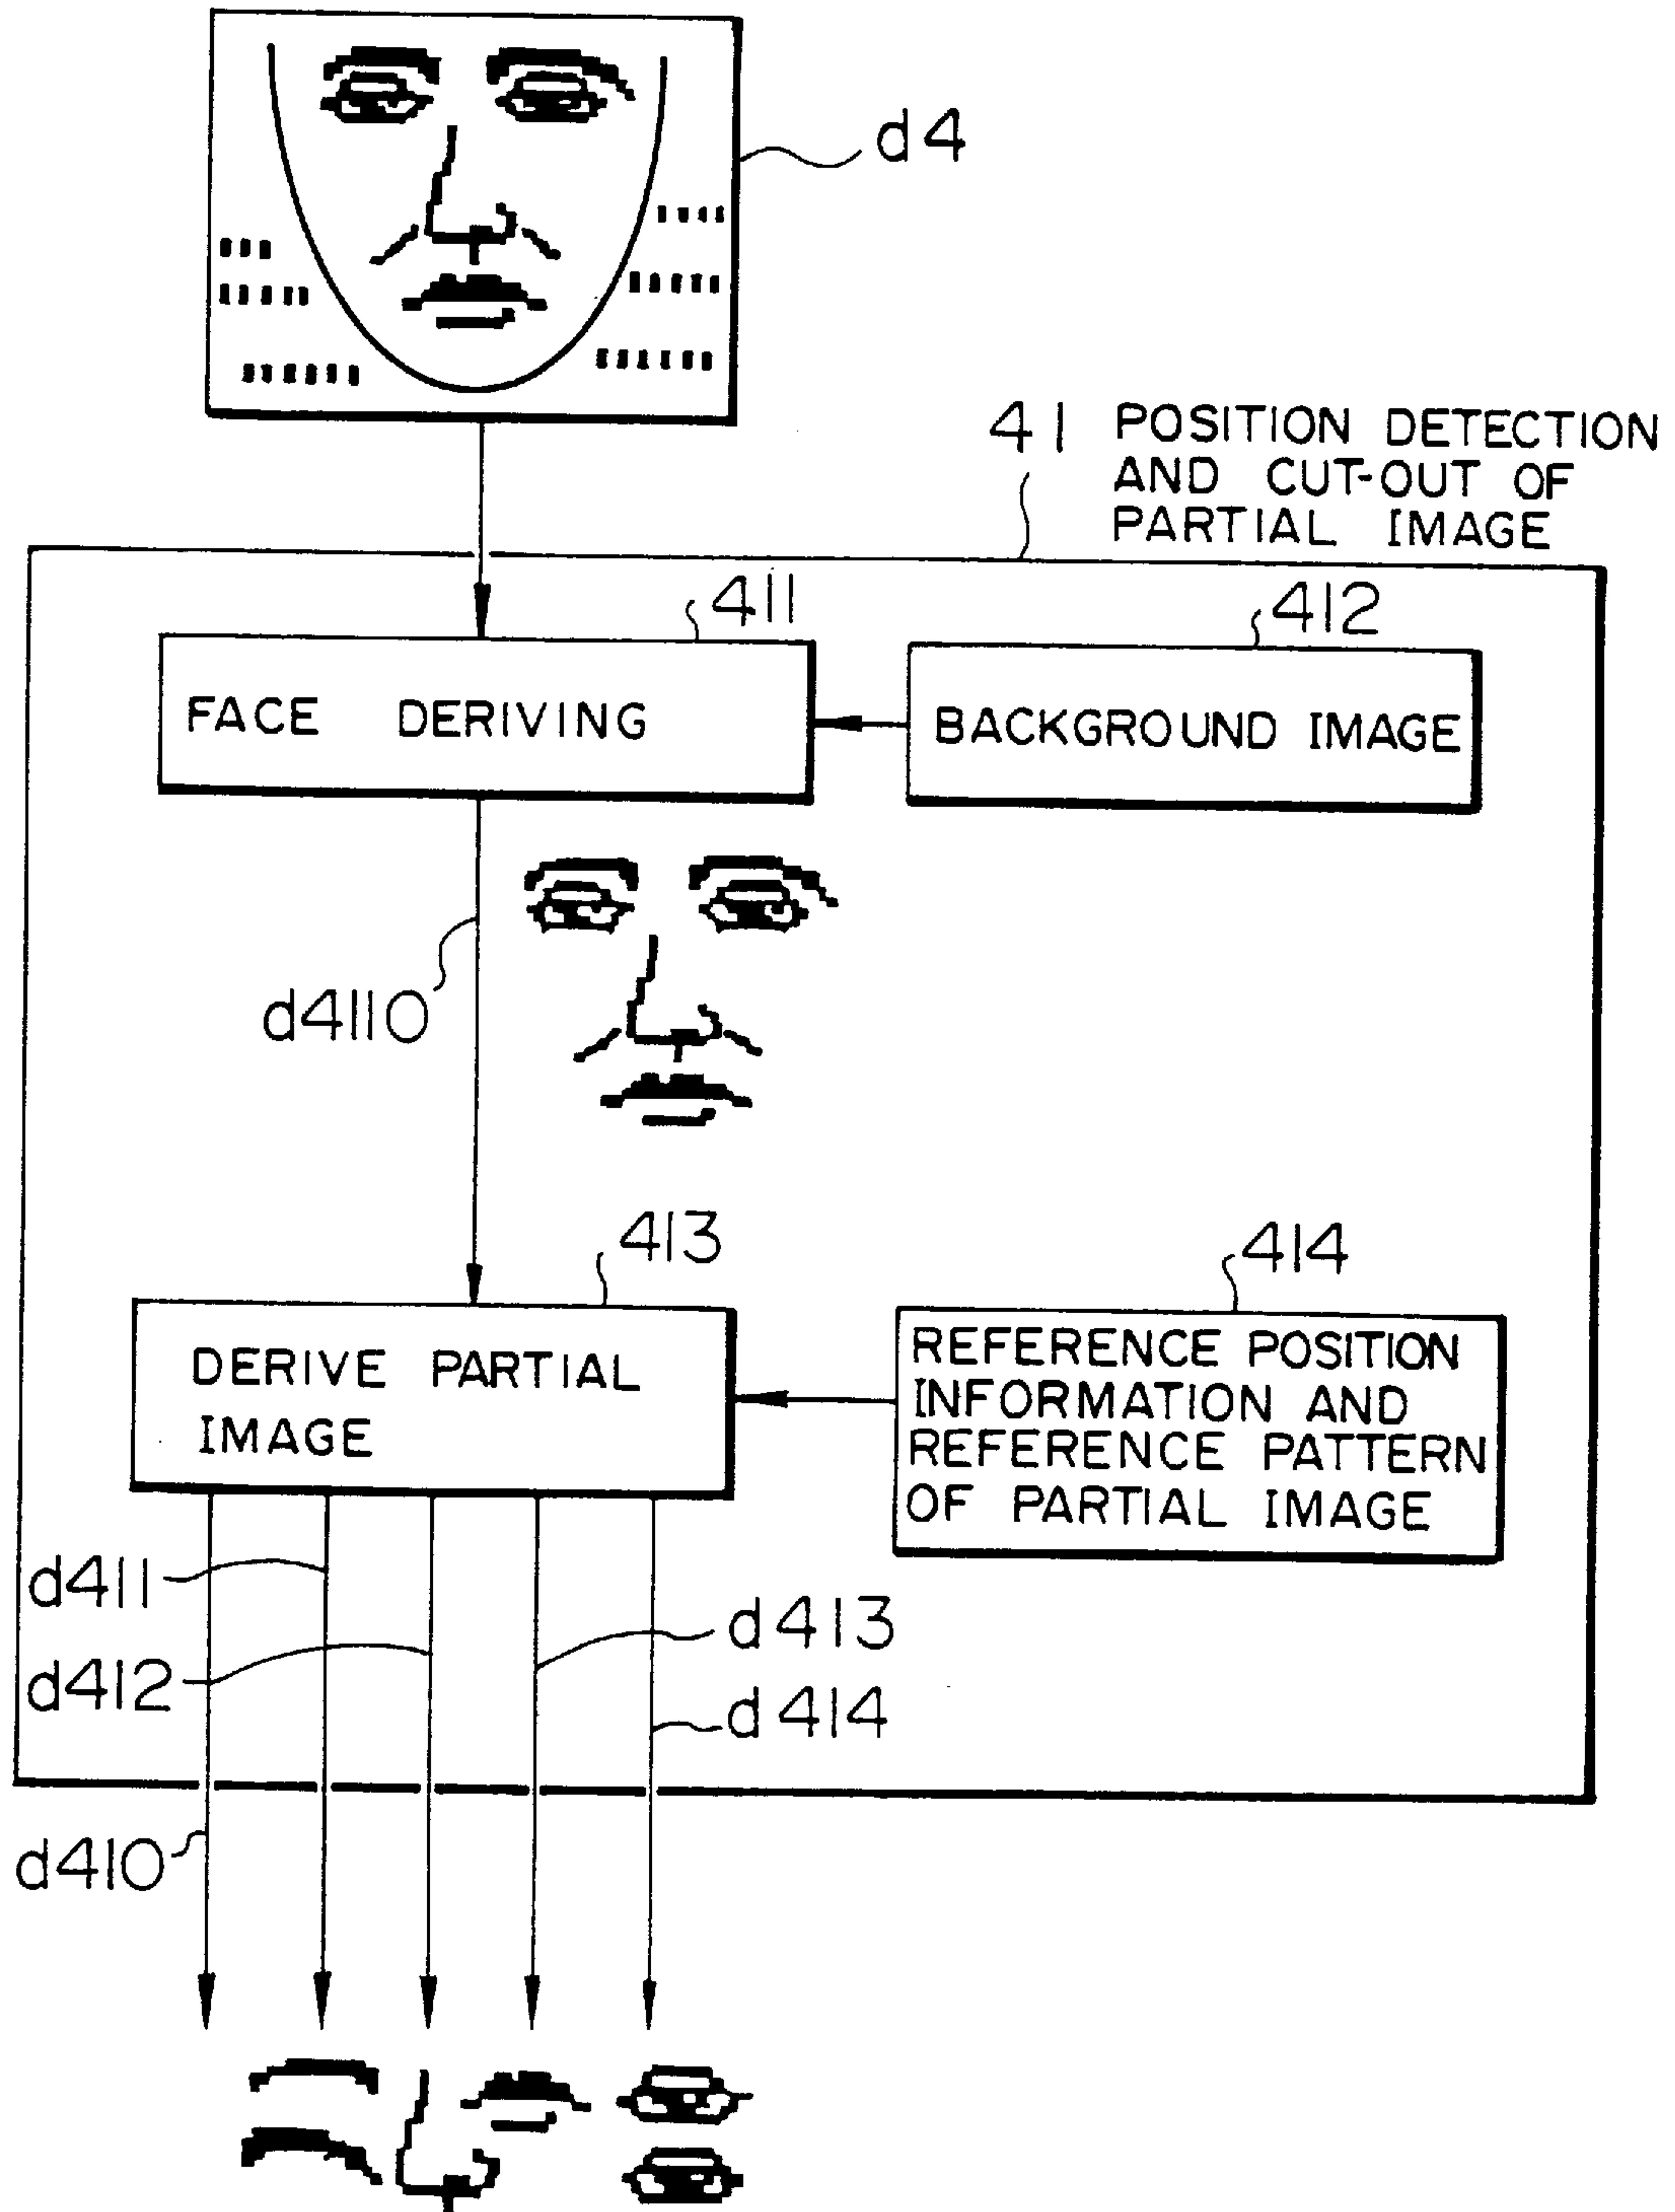 d4
41 POSITION DETECTION
AND CUT-OUT OF
PARTIAL IMAGE
411
412
FACE DERIVING
BACKGROUND IMAGE
d4110
413
414
DERIVE PARTIAL
IMAGE
REFERENCE POSITION
INFORMATION AND
REFERENCE PATTERN
OF PARTIAL IMAGE
d411
d413
d412
d414
d410